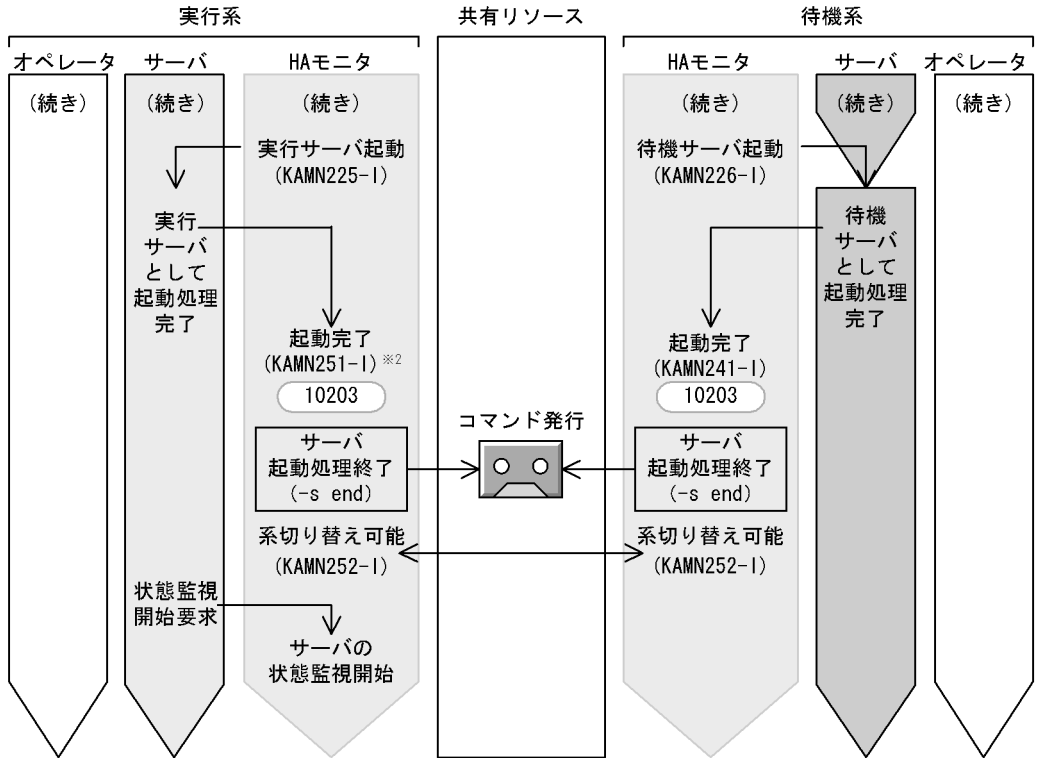 実行系
共有リソース
待機系
オペレータ
サーバ
HAモニタ
HAモニタ
サーバ
オペレータ
(続き)
(続き)
(続き)
(続き)
(続き)
(続き)
実行サーバ起動
(KAMN225-I)
待機サーバ起動
(KAMN226-I)
実行
サーバ
として
起動処理
完了
待機
サーバ
として
起動処理
完了
起動完了
(KAMN251-I)※2
10203
起動完了
(KAMN241-I)
10203
コマンド発行
サーバ
起動処理終了
(-s end)
サーバ
起動処理終了
(-s end)
系切り替え可能
(KAMN252-I)
系切り替え可能
(KAMN252-I)
状態監視
開始要求
サーバの
状態監視開始